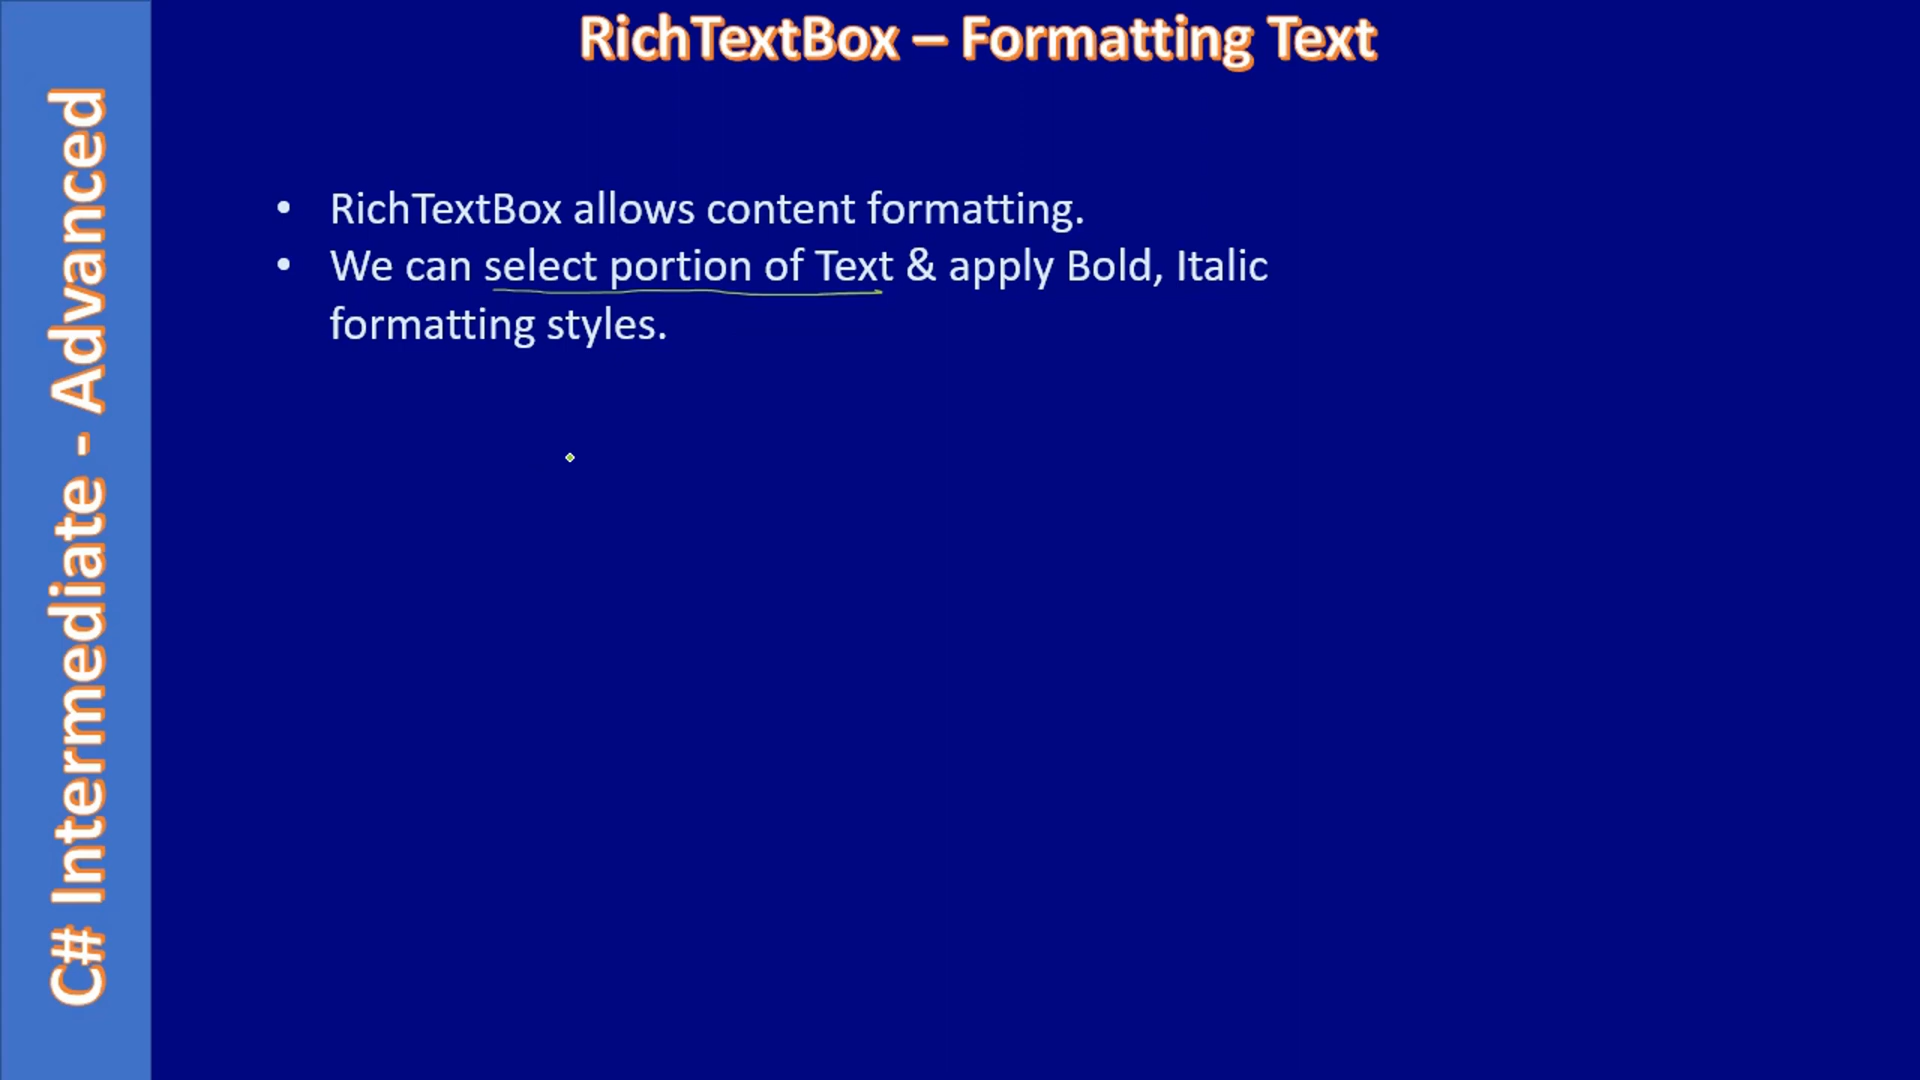 RichTextBox – Formatting Text
C# Intermediate - Advanced
• RichTextBox allows content formatting.
• We can select portion of Text & apply Bold, Italic
formatting styles.